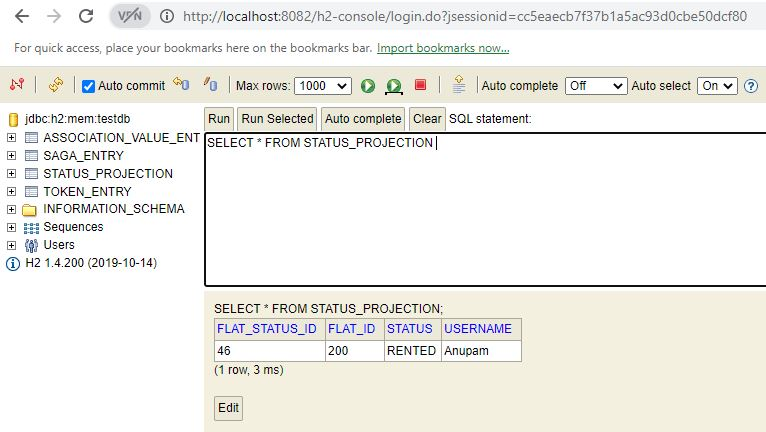 VPN http://localhost:8082/h2-console/login.do?jsessionid=cc5eaecb7f37b1a5ac93d0cbe50dcf80
For quick access, place your bookmarks here on the bookmarks bar. Import bookmarks now...
Auto commit Max rows: 1000 Auto complete Off Auto select On ?
jdbc:h2:mem:testdb
ASSOCIATION_VALUE_ENT
SAGA_ENTRY
STATUS_PROJECTION
TOKEN_ENTRY
INFORMATION_SCHEMA
Sequences
Users
H2 1.4.200 (2019-10-14)
Run Run Selected Auto complete Clear SQL statement:
SELECT * FROM STATUS_PROJECTION
SELECT * FROM STATUS_PROJECTION;
FLAT_STATUS_ID FLAT_ID STATUS USERNAME
46 200 RENTED Anupam
(1 row, 3 ms)
Edit